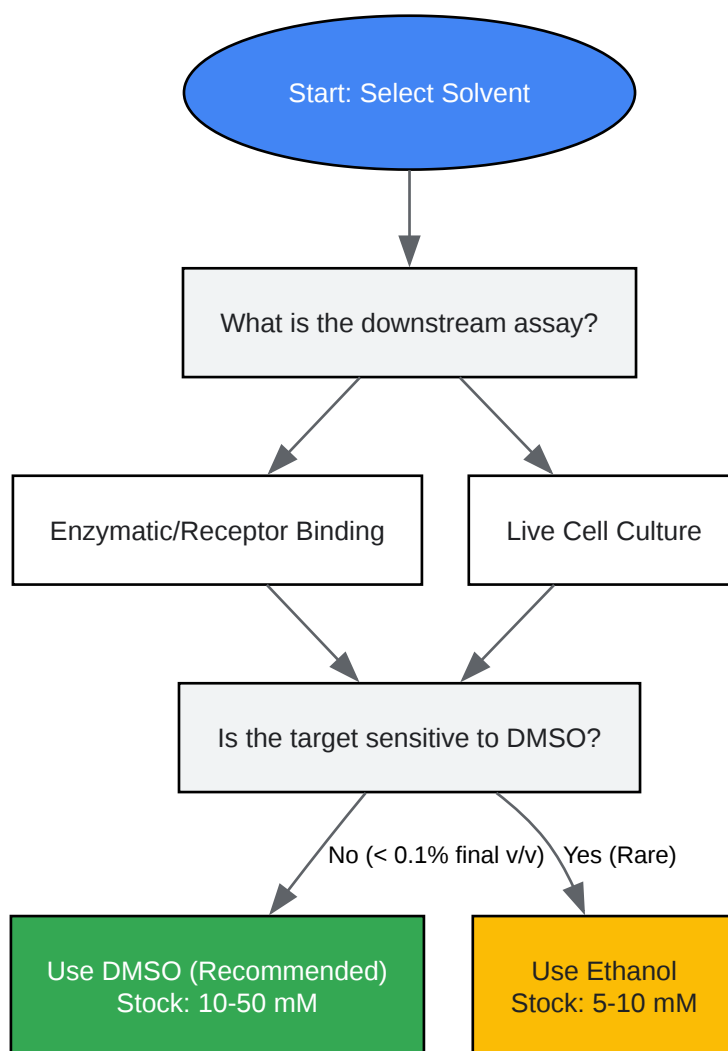 Start: Select Solvent
What is the downstream assay?
Enzymatic/Receptor Binding
Live Cell Culture
Is the target sensitive to DMSO?
No (< 0.1% final v/v)
Yes (Rare)
Use DMSO (Recommended)
Stock: 10-50 mM
Use Ethanol
Stock: 5-10 mM